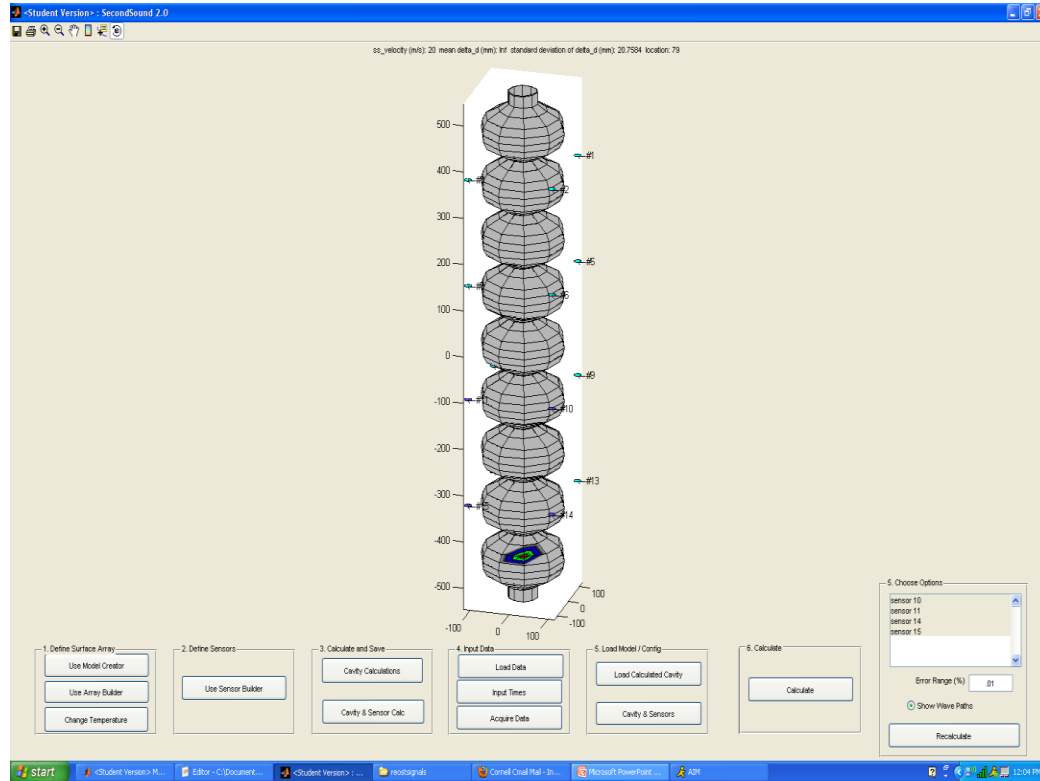 <Student Version> : SecondSound 2.0
ss_velocity (m/s): 20 mean delta_d (mm): Inf standard deviation of delta_d (mm): 20.7584 location: 79
500
400
300
200
100
0
-100
-200
-300
-400
-500
#1
#2
#5
#6
#9
#10
#13
#14
-100
0
100
-100
0
100
1. Define Surface Array
Use Model Creator
Use Array Builder
Change Temperature
2. Define Sensors
Use Sensor Builder
3. Calculate and Save
Cavity Calculations
Cavity & Sensor Calc
4. Input Data
Load Data
Input Times
Acquire Data
5. Load Model / Config
Load Calculated Cavity
Cavity & Sensors
6. Calculate
Calculate
5. Choose Options
sensor 10
sensor 11
sensor 14
sensor 15
Error Range (%) .01
Show Wave Paths
Recalculate
start
<Student Version> M...
Editor - C:\Document...
<Student Version> : ...
reostsignals
Cornell Cmail Mail - In...
Microsoft PowerPoint ...
AIM
12:04 PM